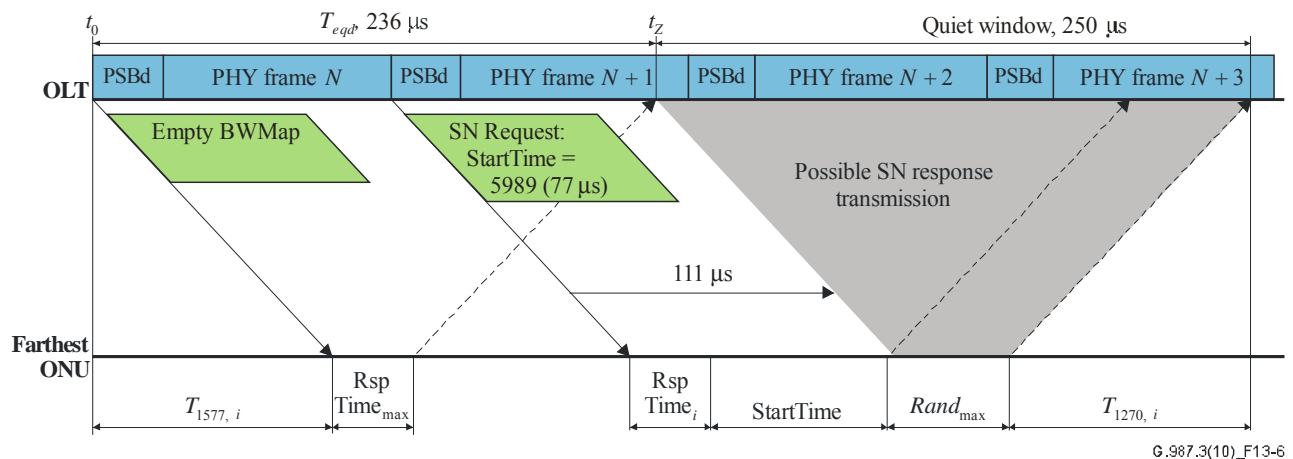 t0
Teqd, 236 μs
tZ
Quiet window, 250 μs
OLT
PSBd
PHY frame N
PSBd
PHY frame N + 1
PSBd
PHY frame N + 2
PSBd
PHY frame N + 3
Empty BWMap
SN Request:
StartTime =
5989 (77 μs)
Possible SN response
transmission
111 μs
Farthest
ONU
T1577, i
Rsp
Timemax
Rsp
Timei
StartTime
Randmax
T1270, i
G.987.3(10)_F13-6